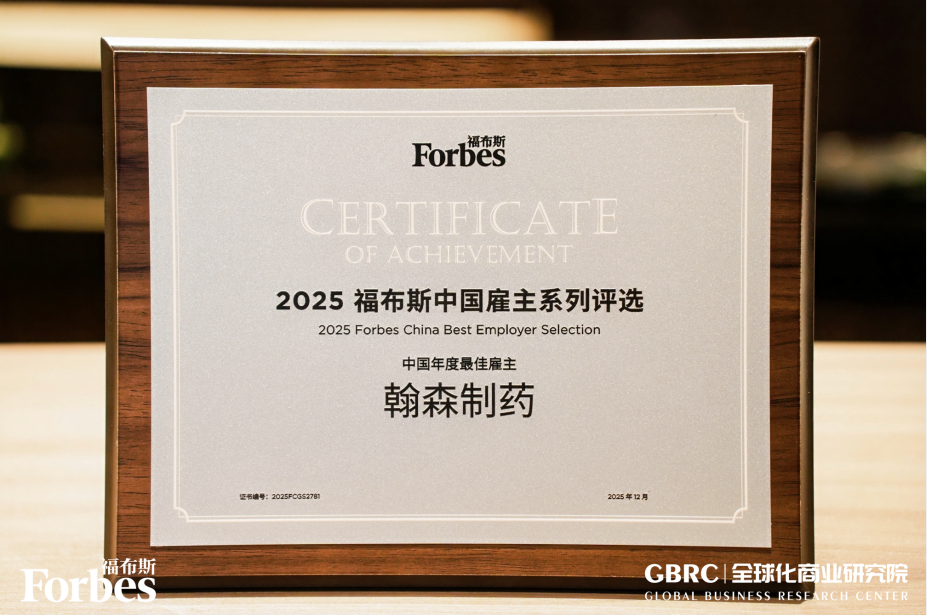 福布斯
Forbes
CERTIFICATE
OF ACHIEVEMENT
2025 福布斯中国雇主系列评选
2025 Forbes China Best Employer Selection
中国年度最佳雇主
翰森制药
证书编号：2025FCGS2781
2025 年 12 月
福布斯
Forbes
GBRC | 全球化商业研究院
GLOBAL BUSINESS RESEARCH CENTER